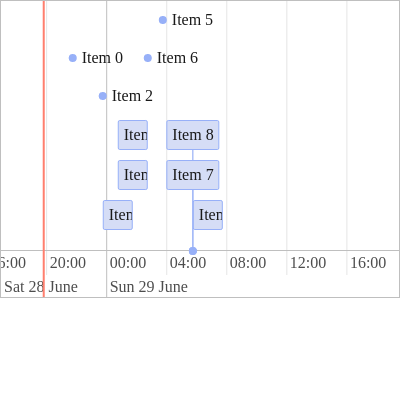 Item 5
Item 0 Item 6
Item 2
Item 8
Item 7
20:00 00:00 04:00 08:00 12:00 16:00
Sat 28 June Sun 29 June